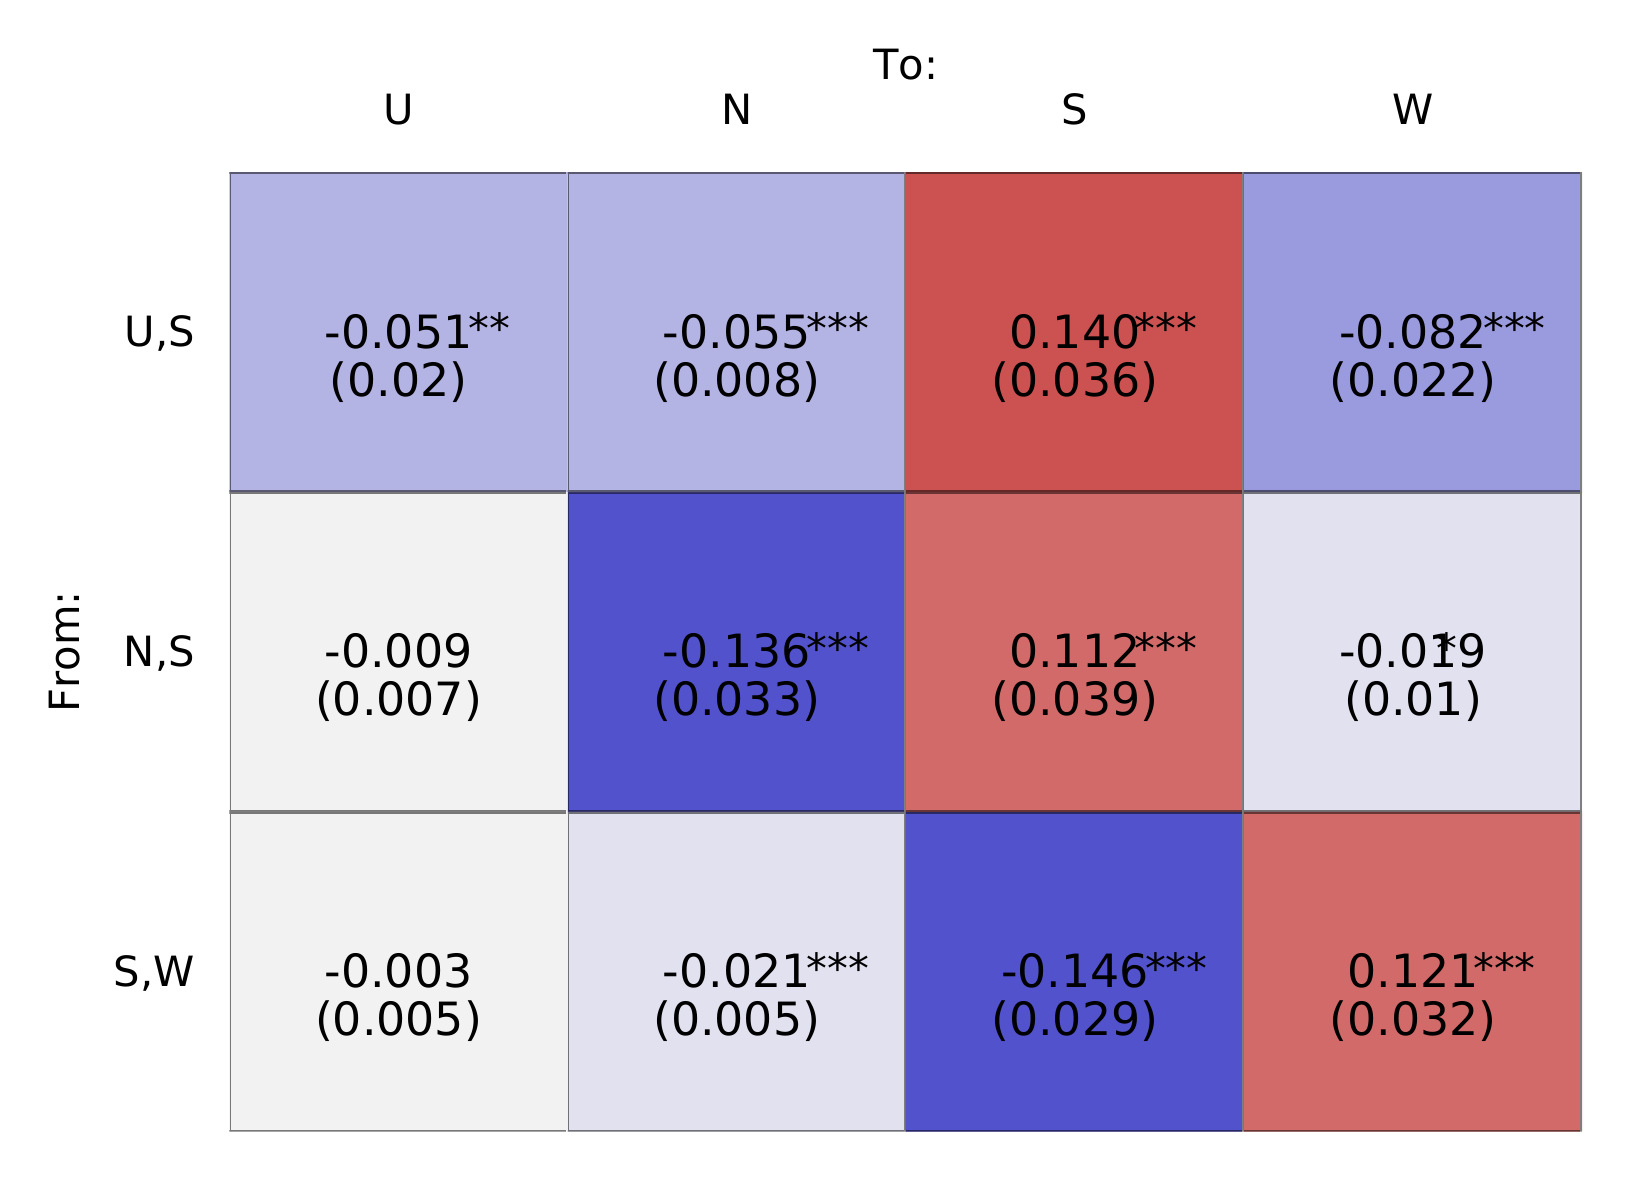 To:
U N S W
U,S -0.051** -0.055*** 0.140*** -0.082***
(0.02) (0.008) (0.036) (0.022)
From:
N,S -0.009 -0.136*** 0.112*** -0.019*
(0.007) (0.033) (0.039) (0.01)
S,W -0.003 -0.021*** -0.146*** 0.121***
(0.005) (0.005) (0.029) (0.032)